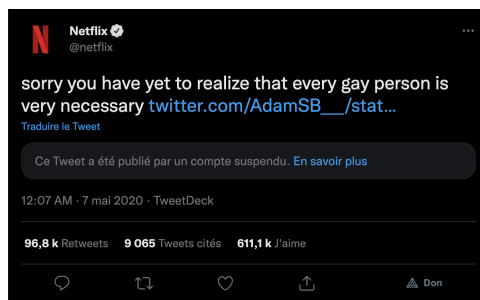 Netflix
@netflix
sorry you have yet to realize that every gay person is
very necessary twitter.com/AdamSB__/stat...
Traduire le Tweet
Ce Tweet a été publié par un compte suspendu. En savoir plus
12:07 AM · 7 mai 2020 · TweetDeck
96,8 k Retweets 9 065 Tweets cités 611,1 k J'aime
Don